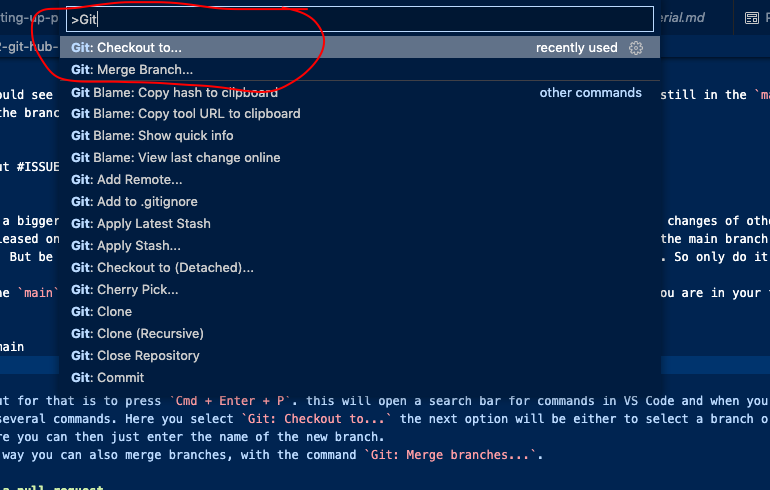 ting-up-p
>Git
erial.md
2-git-hub-
Git: Checkout to...
recently used
Git: Merge Branch...
ould see
Git Blame: Copy hash to clipboard
other commands
still in the `ma
the branc
Git Blame: Copy tool URL to clipboard
Git Blame: Show quick info
ut #ISSUE
Git Blame: View last change online
Git: Add Remote...
Git: Add to .gitignore
a bigger
Git: Apply Latest Stash
changes of othe
leased on
Git: Apply Stash...
the main branch
But be
Git: Checkout to (Detached)...
. So only do it
Git: Cherry Pick...
he `main`
ou are in your
Git: Clone
Git: Clone (Recursive)
main
Git: Close Repository
Git: Commit
ut for that is to press `Cmd + Enter + P`. this will open a search bar for commands in VS Code and when you
several commands. Here you select `Git: Checkout to...` the next option will be either to select a branch o
re you can then just enter the name of the new branch.
way you can also merge branches, with the command `Git: Merge branches...`.
a pull request